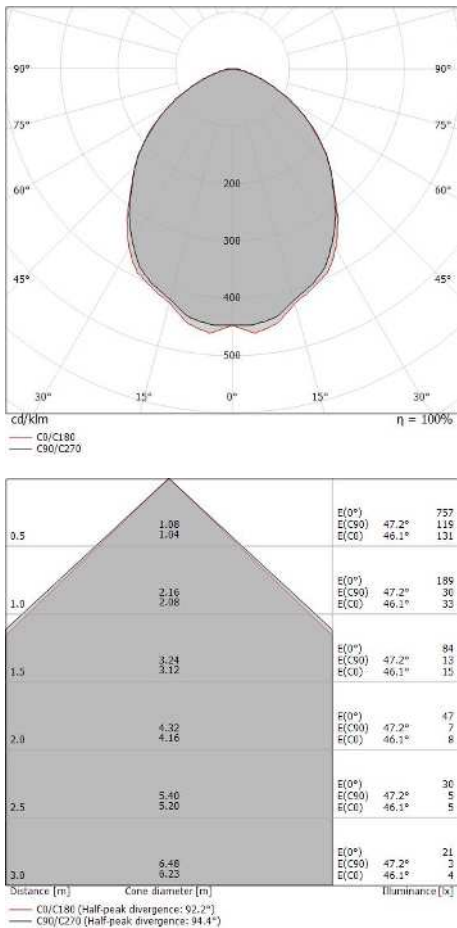 90° 90°
75° 75°
60° 200 60°
300
45° 45°
400
500
30° 15° 0° 15° 30°
cd/klm η = 100%
C0/C180
C90/C270
0.5 1.08 1.04 E(0°) 757
E(C90) 47.2° 119
E(C0) 46.1° 131
1.0 2.16 2.08 E(0°) 189
E(C90) 47.2° 30
E(C0) 46.1° 33
1.5 3.24 3.12 E(0°) 84
E(C90) 47.2° 13
E(C0) 46.1° 15
2.0 4.32 4.16 E(0°) 47
E(C90) 47.2° 7
E(C0) 46.1° 8
2.5 5.40 5.20 E(0°) 30
E(C90) 47.2° 5
E(C0) 46.1° 5
3.0 6.48 6.23 E(0°) 21
E(C90) 47.2° 3
E(C0) 46.1° 4
Distance [m] Cone diameter [m] Illuminance [lx]
C0/C180 (Half-peak divergence: 92.2°)
C90/C270 (Half-peak divergence: 94.4°)